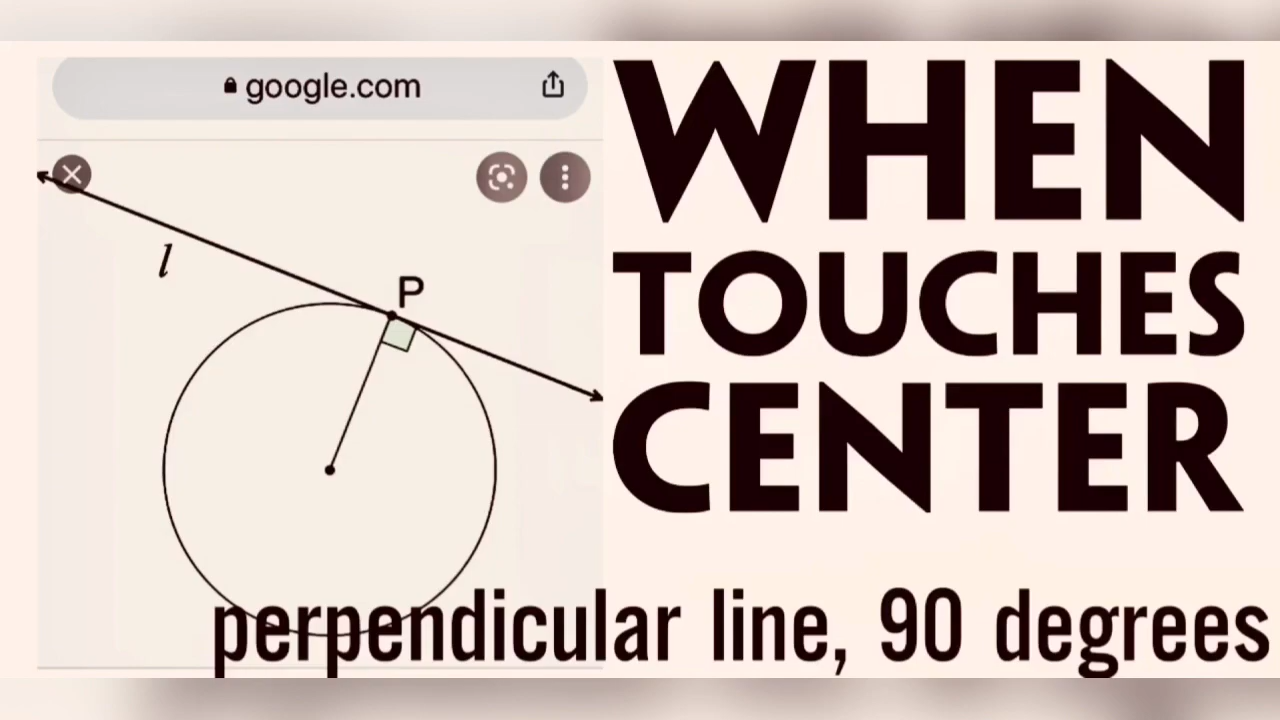 google.com
l
P
WHEN
TOUCHES
CENTER
perpendicular line, 90 degrees